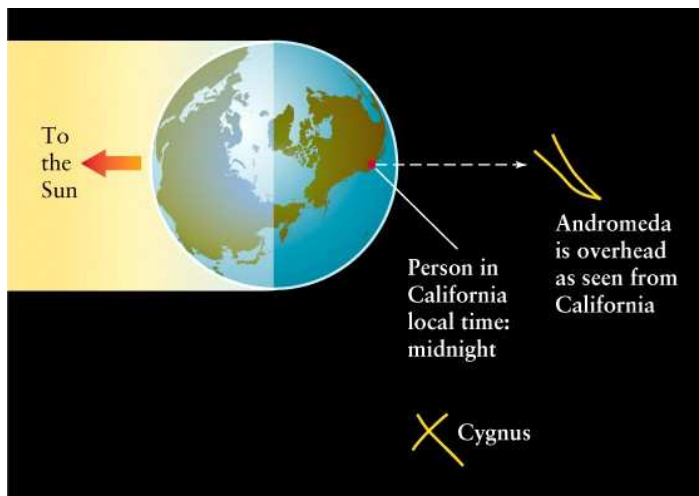 To
the
Sun
Person in
California
local time:
midnight
Andromeda
is overhead
as seen from
California
Cygnus